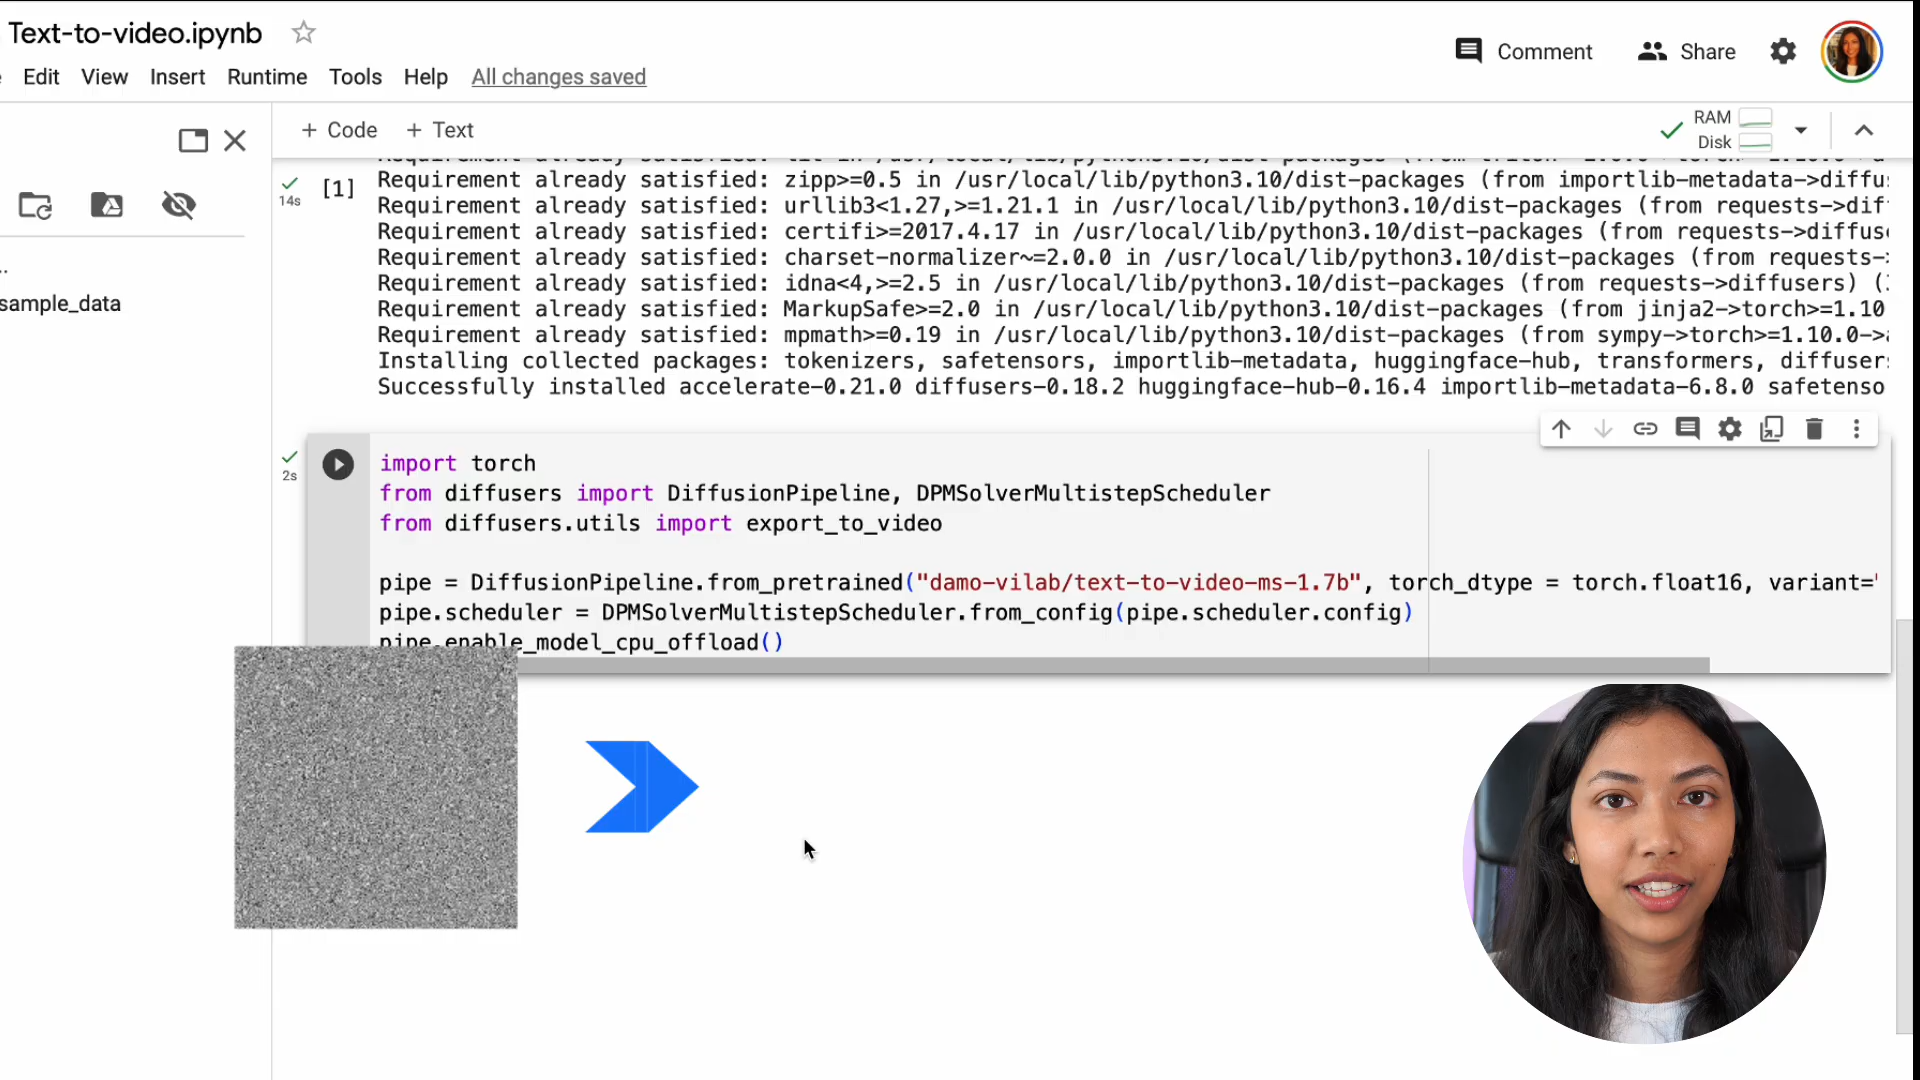 Text-to-video.ipynb
Edit View Insert Runtime Tools Help All changes saved
Comment Share
+ Code + Text
RAM
Disk
..
sample_data
14s
[1]
Requirement already satisfied: zipp>=0.5 in /usr/local/lib/python3.10/dist-packages (from importlib-metadata->diffu
Requirement already satisfied: urllib3<1.27,>=1.21.1 in /usr/local/lib/python3.10/dist-packages (from requests->dif
Requirement already satisfied: certifi>=2017.4.17 in /usr/local/lib/python3.10/dist-packages (from requests->diffus
Requirement already satisfied: charset-normalizer~=2.0.0 in /usr/local/lib/python3.10/dist-packages (from requests-
Requirement already satisfied: idna<4,>=2.5 in /usr/local/lib/python3.10/dist-packages (from requests->diffusers) (
Requirement already satisfied: MarkupSafe>=2.0 in /usr/local/lib/python3.10/dist-packages (from jinja2->torch>=1.10
Requirement already satisfied: mpmath>=0.19 in /usr/local/lib/python3.10/dist-packages (from sympy->torch>=1.10.0->a
Installing collected packages: tokenizers, safetensors, importlib-metadata, huggingface-hub, transformers, diffusers
Successfully installed accelerate-0.21.0 diffusers-0.18.2 huggingface-hub-0.16.4 importlib-metadata-6.8.0 safetenso
2s
import torch
from diffusers import DiffusionPipeline, DPMSolverMultistepScheduler
from diffusers.utils import export_to_video
pipe = DiffusionPipeline.from_pretrained("damo-vilab/text-to-video-ms-1.7b", torch_dtype = torch.float16, variant='
pipe.scheduler = DPMSolverMultistepScheduler.from_config(pipe.scheduler.config)
pipe.enable_model_cpu_offload()